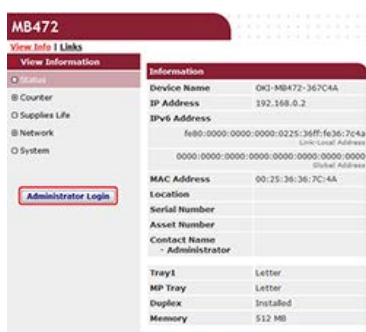 MB472
View Info | Links
View Information
Status
Counter
Supplies Life
Network
System
Administrator Login
Information
Device Name OKI-MB472-367C4A
IP Address 192.168.0.2
IPv6 Address
fe80:0000:0000:0000:0225:36ff:fe36:7c4a
Link-Local Address
0000:0000:0000:0000:0000:0000:0000:0000
Global Address
MAC Address 00:25:36:36:7C:4A
Location
Serial Number
Asset Number
Contact Name
- Administrator
Tray1 Letter
MP Tray Letter
Duplex Installed
Memory 512 MB